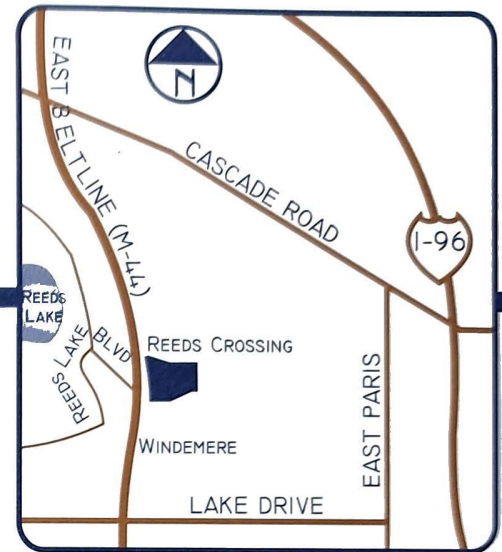 N
EAST BELTLINE (M-44)
CASCADE ROAD
I-96
REEDS
LAKE
REEDS LAKE BLVD
REEDS CROSSING
EAST PARIS
WINDEMERE
LAKE DRIVE